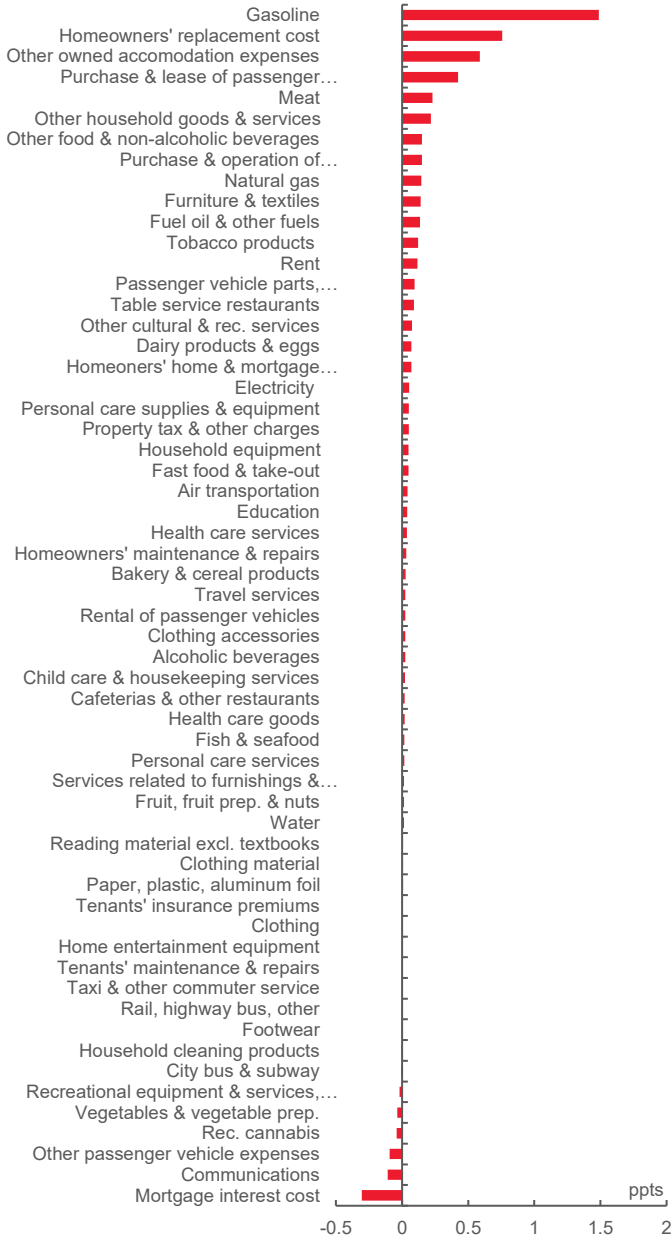 Gasoline
Homeowners' replacement cost
Other owned accomodation expenses
Purchase & lease of passenger…
Meat
Other household goods & services
Other food & non-alcoholic beverages
Purchase & operation of…
Natural gas
Furniture & textiles
Fuel oil & other fuels
Tobacco products
Rent
Passenger vehicle parts,…
Table service restaurants
Other cultural & rec. services
Dairy products & eggs
Homeoners' home & mortgage…
Electricity
Personal care supplies & equipment
Property tax & other charges
Household equipment
Fast food & take-out
Air transportation
Education
Health care services
Homeowners' maintenance & repairs
Bakery & cereal products
Travel services
Rental of passenger vehicles
Clothing accessories
Alcoholic beverages
Child care & housekeeping services
Cafeterias & other restaurants
Health care goods
Fish & seafood
Personal care services
Services related to furnishings &…
Fruit, fruit prep. & nuts
Water
Reading material excl. textbooks
Clothing material
Paper, plastic, aluminum foil
Tenants' insurance premiums
Clothing
Home entertainment equipment
Tenants' maintenance & repairs
Taxi & other commuter service
Rail, highway bus, other
Footwear
Household cleaning products
City bus & subway
Recreational equipment & services,…
Vegetables & vegetable prep.
Rec. cannabis
Other passenger vehicle expenses
Communications
Mortgage interest cost
ppts
-0.5 0 0.5 1 1.5 2